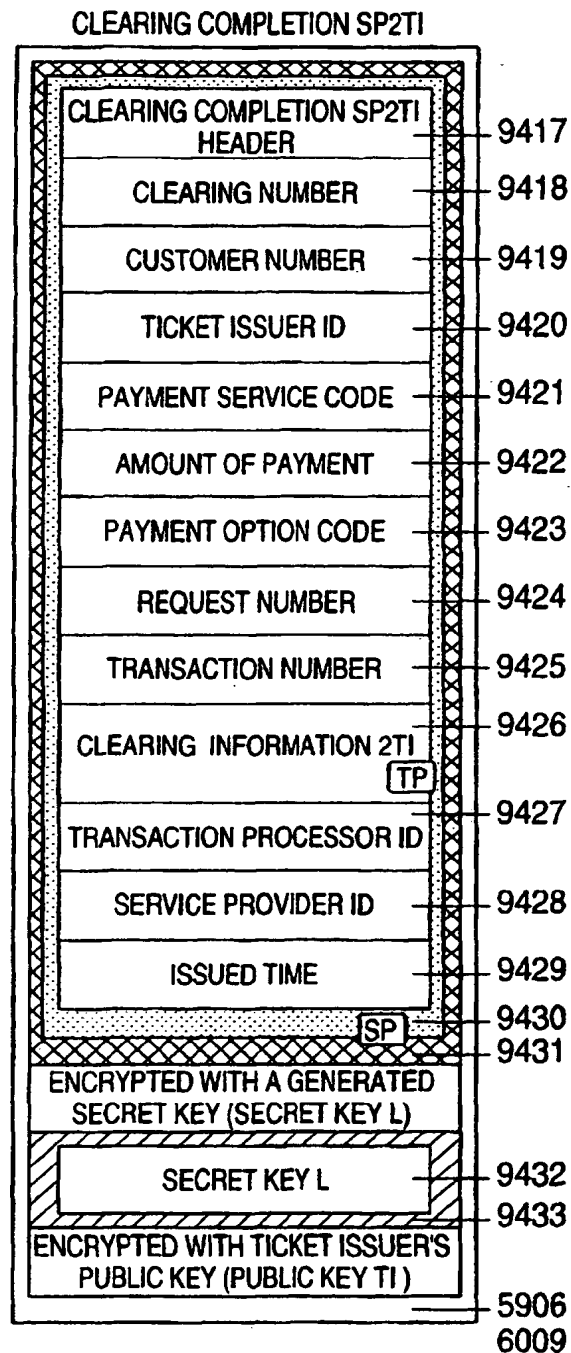 CLEARING COMPLETION SP2TI
CLEARING COMPLETION SP2TI
HEADER
9417
CLEARING NUMBER
9418
CUSTOMER NUMBER
9419
TICKET ISSUER ID
9420
PAYMENT SERVICE CODE
9421
AMOUNT OF PAYMENT
9422
PAYMENT OPTION CODE
9423
REQUEST NUMBER
9424
TRANSACTION NUMBER
9425
9426
CLEARING INFORMATION 2TI
TP
9427
TRANSACTION PROCESSOR ID
SERVICE PROVIDER ID
9428
ISSUED TIME
9429
9430
SP
9431
ENCRYPTED WITH A GENERATED
SECRET KEY (SECRET KEY L)
SECRET KEY L
9432
9433
ENCRYPTED WITH TICKET ISSUER'S
PUBLIC KEY (PUBLIC KEY TI )
5906
6009